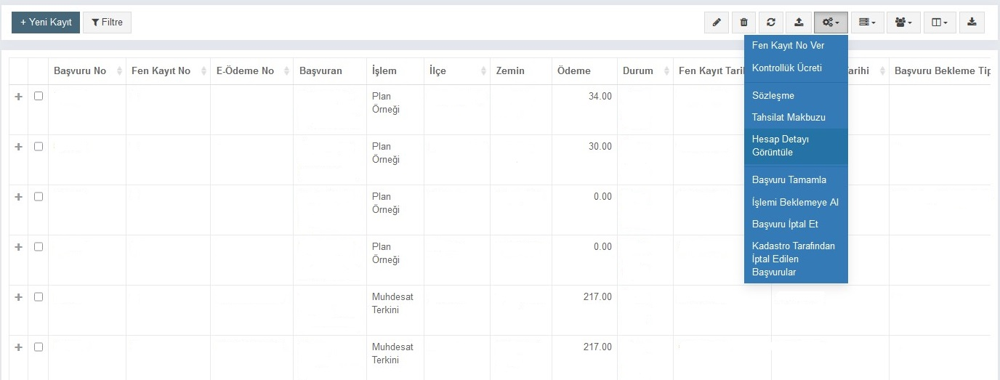 + Yeni Kayıt
Filtre
Fen Kayıt No Ver
Kontrollük Ücreti
Sözleşme
Tahsilat Makbuzu
Hesap Detayı
Görüntüle
Başvuru Tamamla
İşlemi Beklemeye Al
Başvuru İptal Et
Kadastro Tarafından
İptal Edilen
Başvurular
Başvuru No
Fen Kayıt No
E-Ödeme No
Başvuran
İşlem
İlçe
Zemin
Ödeme
Durum
Fen Kayıt Tarih
arihi
Başvuru Bekleme Tip
Plan
Örneği
34.00
Plan
Örneği
30.00
Plan
Örneği
0.00
Plan
Örneği
0.00
Muhdesat
Terkini
217.00
Muhdesat
Terkini
217.00